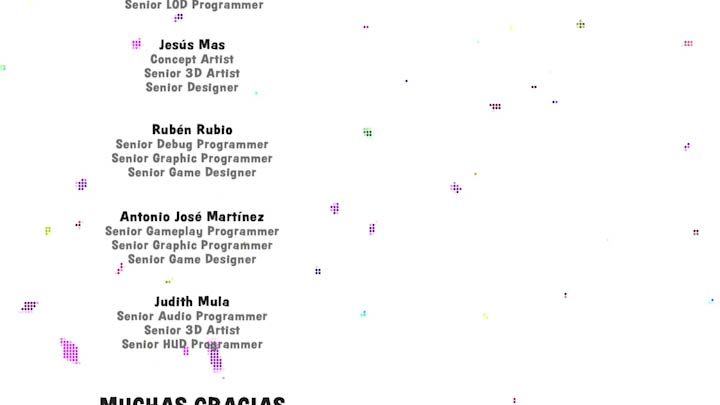 Senior LOD Programmer
Jesús Mas
Concept Artist
Senior 3D Artist
Senior Designer
Rubén Rubio
Senior Debug Programmer
Senior Graphic Programmer
Senior Game Designer
Antonio José Martínez
Senior Gameplay Programmer
Senior Graphic Programmer
Senior Game Designer
Judith Mula
Senior Audio Programmer
Senior 3D Artist
Senior HUD Programmer
MUCHAS GRACIAS